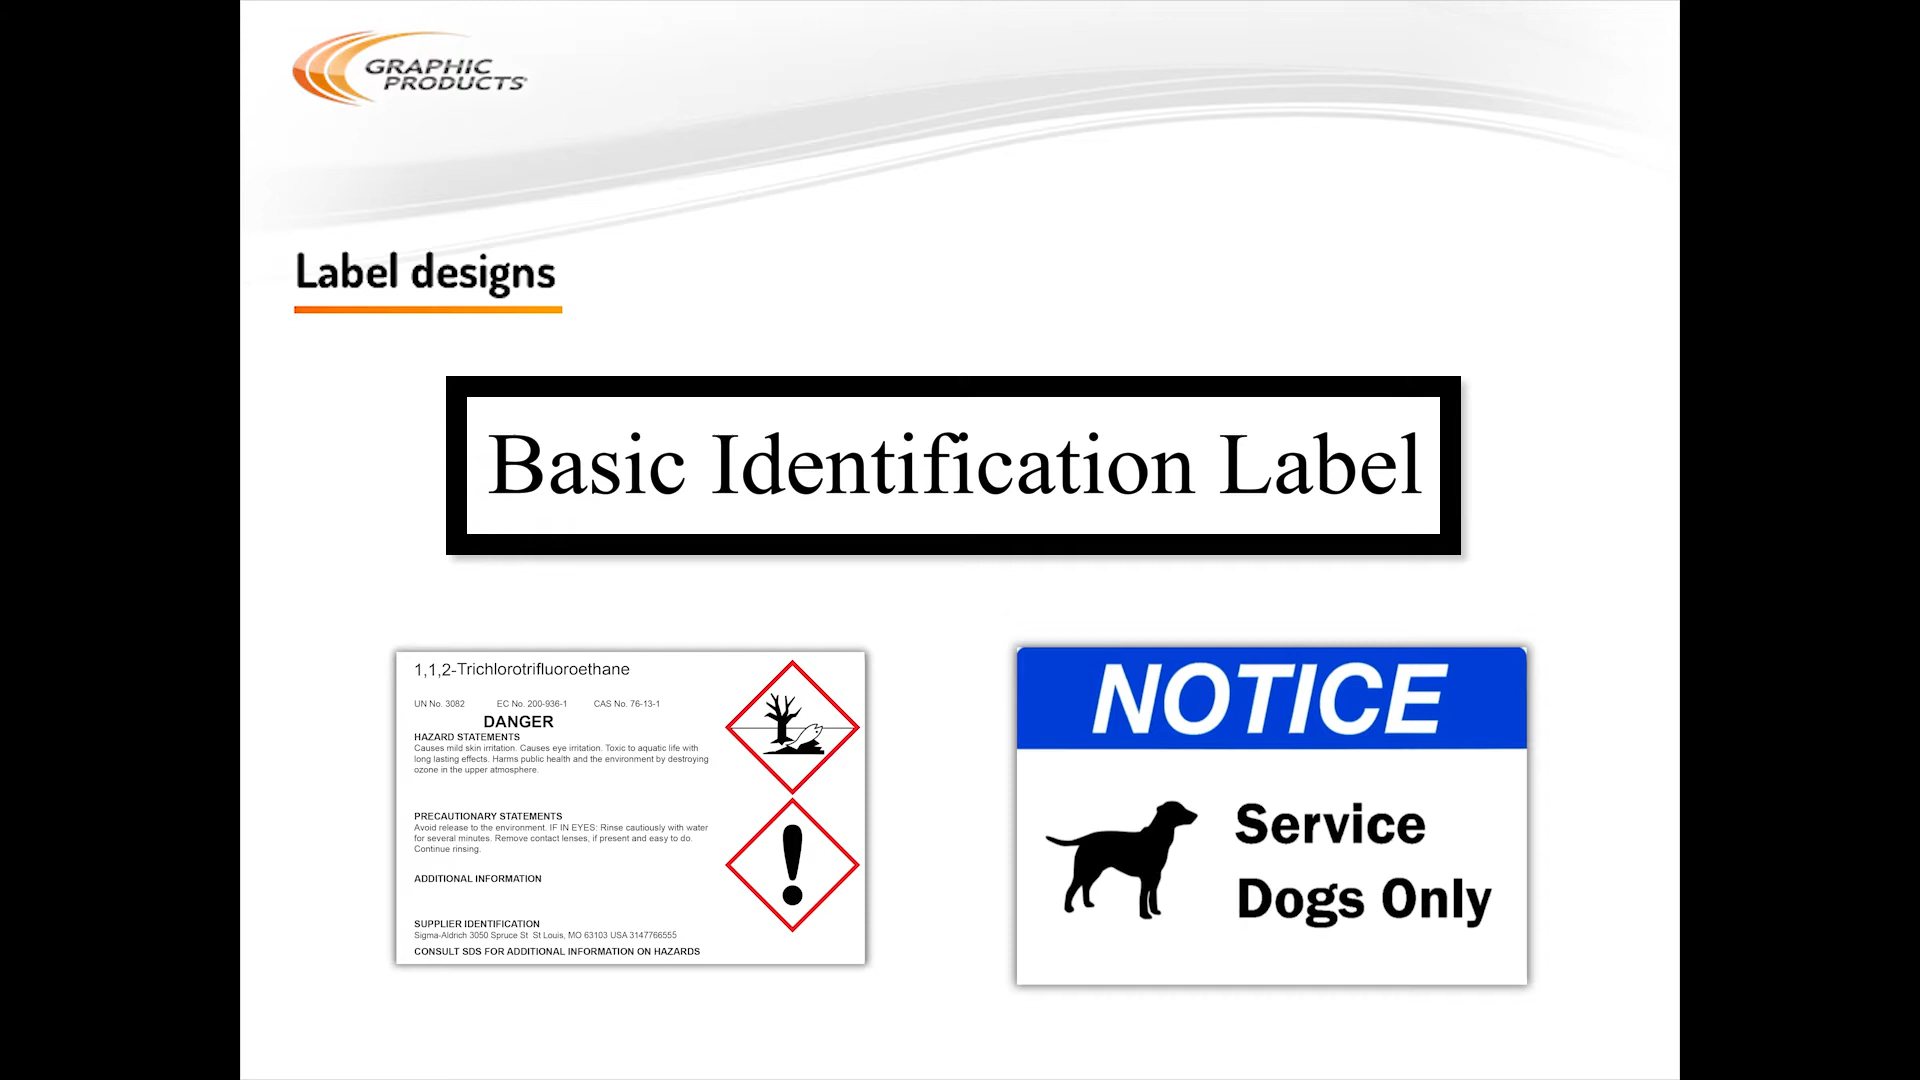 GRAPHIC
PRODUCTS
Label designs
Basic Identification Label
1,1,2-Trichlorotrifluoroethane
UN No. 3082 EC No. 200-936-1 CAS No. 76-13-1
DANGER
HAZARD STATEMENTS
Causes mild skin irritation. Causes eye irritation. Toxic to aquatic life with
long lasting effects. Harms public health and the environment by destroying
ozone in the upper atmosphere.
PRECAUTIONARY STATEMENTS
Avoid release to the environment. IF IN EYES: Rinse cautiously with water
for several minutes. Remove contact lenses, if present and easy to do.
Continue rinsing.
ADDITIONAL INFORMATION
SUPPLIER IDENTIFICATION
Sigma-Aldrich 3050 Spruce St St Louis, MO 63103 USA 3147766555
CONSULT SDS FOR ADDITIONAL INFORMATION ON HAZARDS
NOTICE
Service
Dogs Only